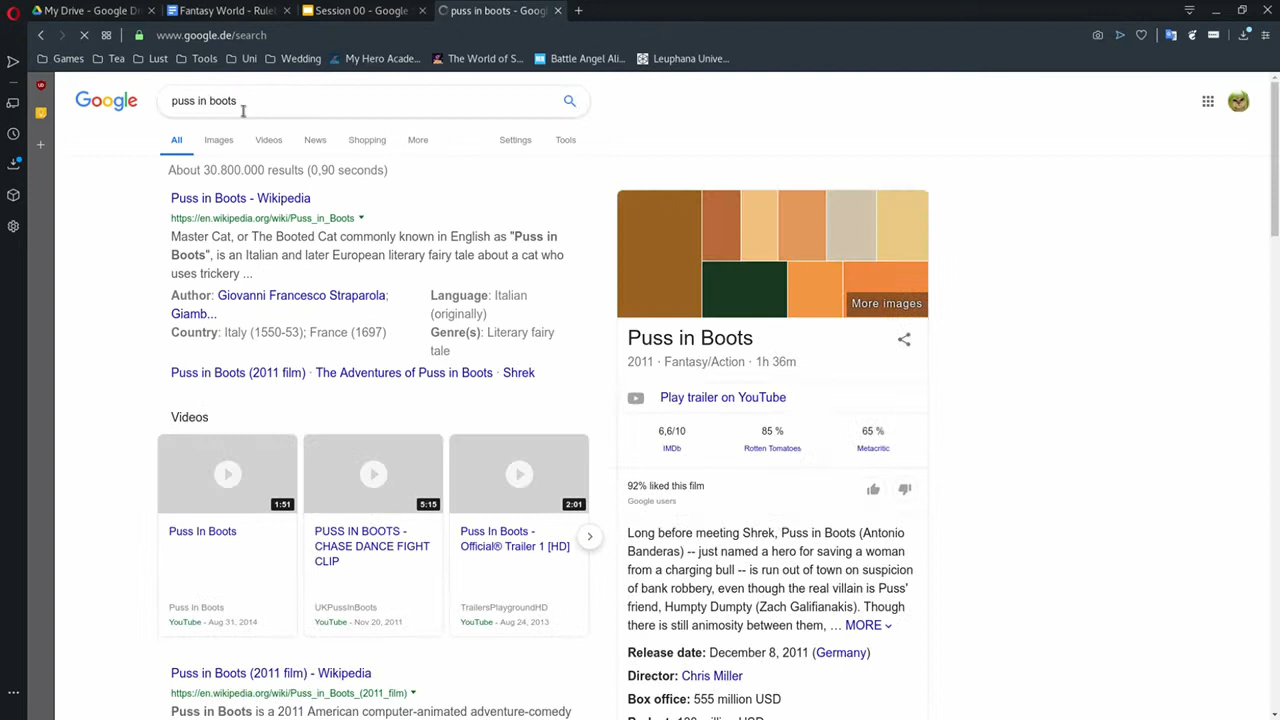 My Drive - Google D
Fantasy World - Ruleb
Session 00 - Google
puss in boots - Googl
www.google.de/search
Games
Tea
Lust
Tools
Uni
Wedding
My Hero Acade...
The World of S...
Battle Angel Ali...
Leuphana Unive...
Google
puss in boots
All
Images
Videos
News
Shopping
More
Settings
Tools
About 30.800.000 results (0,90 seconds)
Puss in Boots - Wikipedia
https://en.wikipedia.org/wiki/Puss_in_Boots
Master Cat, or The Booted Cat commonly known in English as "Puss in
Boots", is an Italian and later European literary fairy tale about a cat who
uses trickery ...
Author: Giovanni Francesco Straparola;
Giamb...
Country: Italy (1550-53); France (1697)
Language: Italian
(originally)
Genre(s): Literary fairy
tale
Puss in Boots (2011 film) · The Adventures of Puss in Boots · Shrek
Videos
1:51
Puss In Boots
Puss in Boots
YouTube - Aug 31, 2014
5:15
PUSS IN BOOTS -
CHASE DANCE FIGHT
CLIP
UKPussInBoots
YouTube - Nov 20, 2011
2:01
Puss In Boots -
Official® Trailer 1 [HD]
TrailersPlaygroundHD
YouTube - Aug 24, 2013
Puss in Boots (2011 film) - Wikipedia
https://en.wikipedia.org/wiki/Puss_in_Boots_(2011_film)
Puss in Boots is a 2011 American computer-animated adventure-comedy
More images
Puss in Boots
2011 · Fantasy/Action · 1h 36m
Play trailer on YouTube
6,6/10
IMDb
85 %
Rotten Tomatoes
65 %
Metacritic
92% liked this film
Google users
Long before meeting Shrek, Puss in Boots (Antonio
Banderas) -- just named a hero for saving a woman
from a charging bull -- is run out of town on suspicion
of bank robbery, even though the real villain is Puss'
friend, Humpty Dumpty (Zach Galifianakis). Though
there is still animosity between them, ... MORE
Release date: December 8, 2011 (Germany)
Director: Chris Miller
Box office: 555 million USD